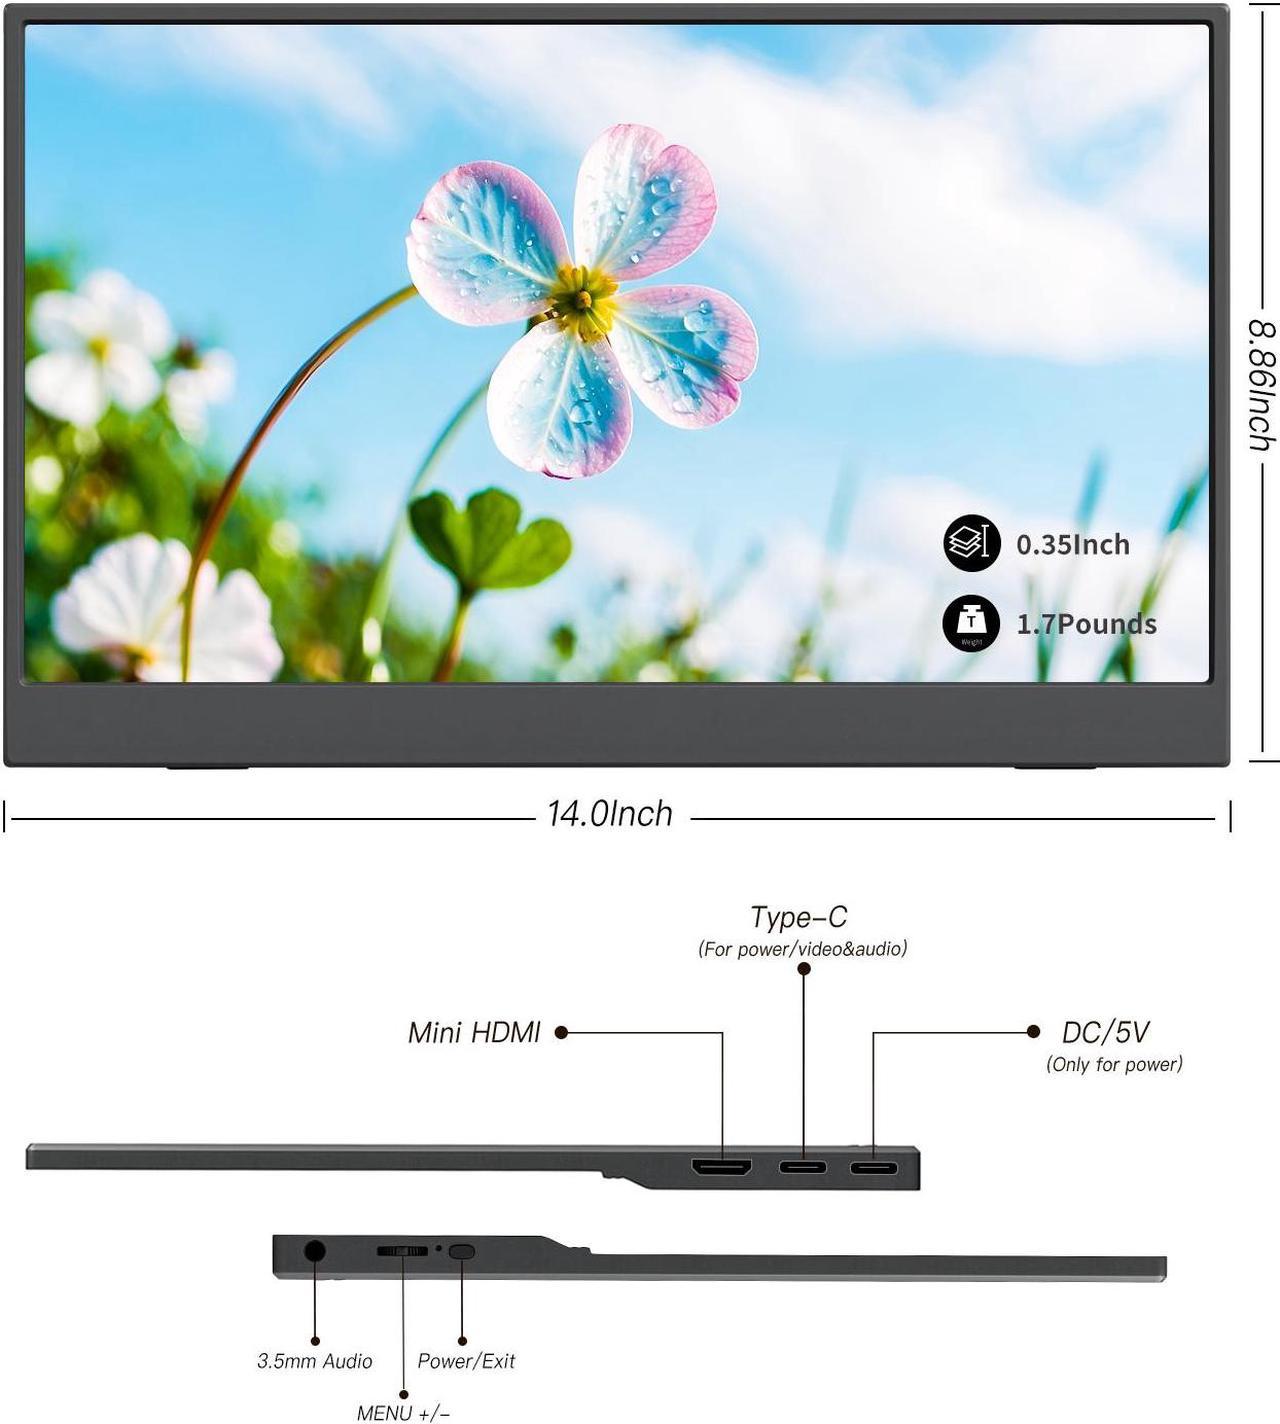 8.86Inch
0.35Inch
T
Weight
1.7Pounds
14.0Inch
Type-C
(For power/video&audio)
Mini HDMI
DC/5V
(Only for power)
3.5mm Audio
Power/Exit
MENU +/-